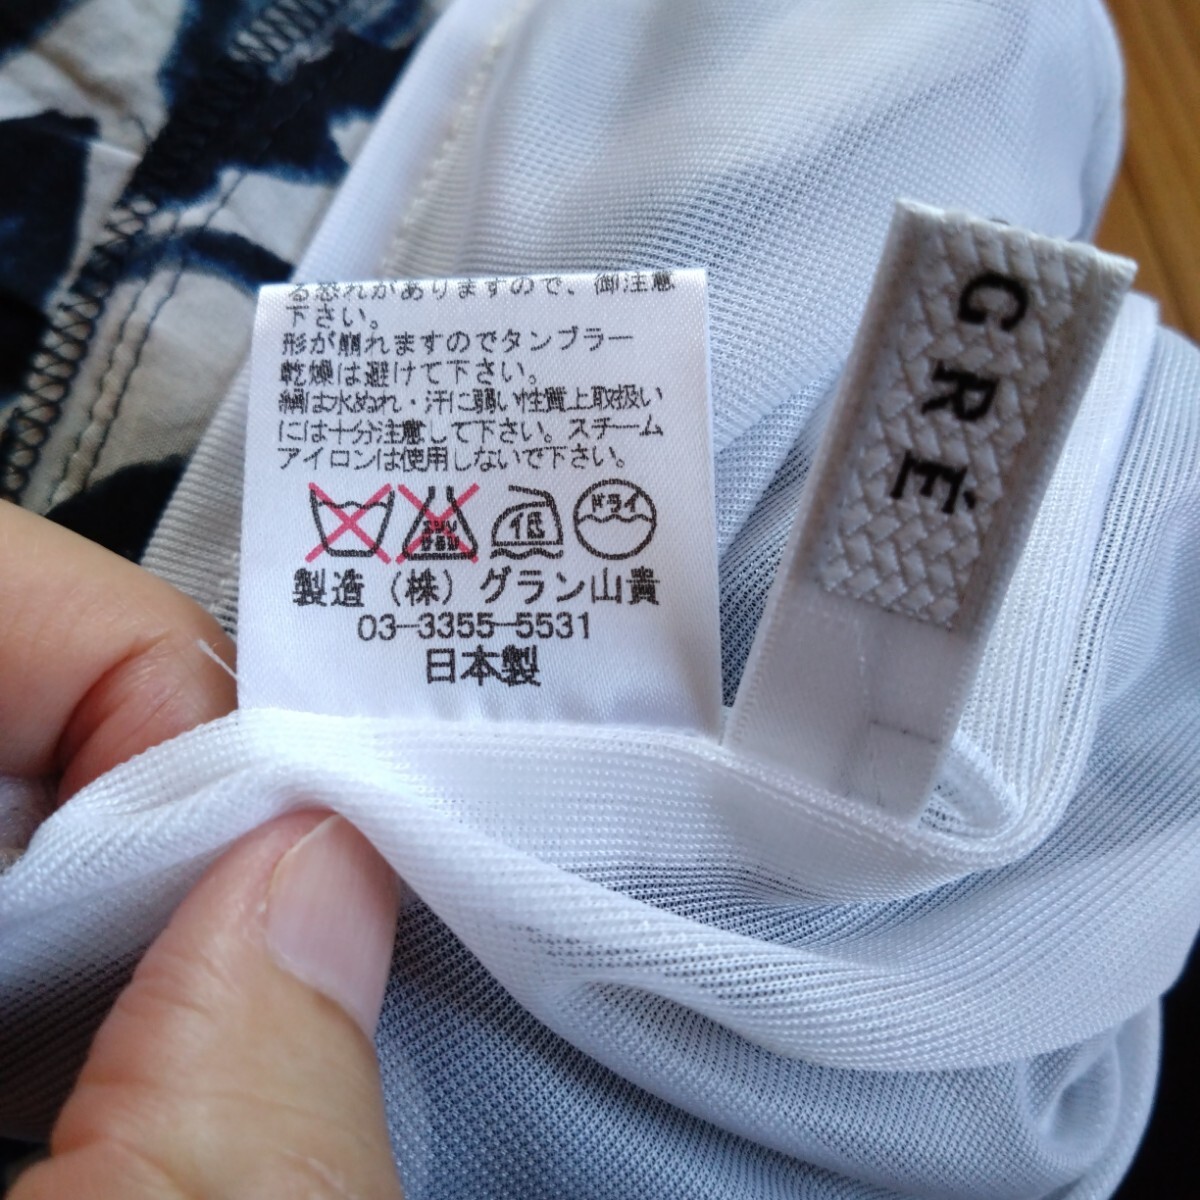 る恐れがありますので、御注意
下さい。
形が崩れますのでタンブラー
乾燥は避けて下さい。
絹は水ぬれ・汗に弱い性質上取扱い
には十分注意して下さい。スチーム
アイロンは使用しないで下さい。
低
ドライ
製造（株）グラン山貴
03-3355-5531
日本製
GRÉ